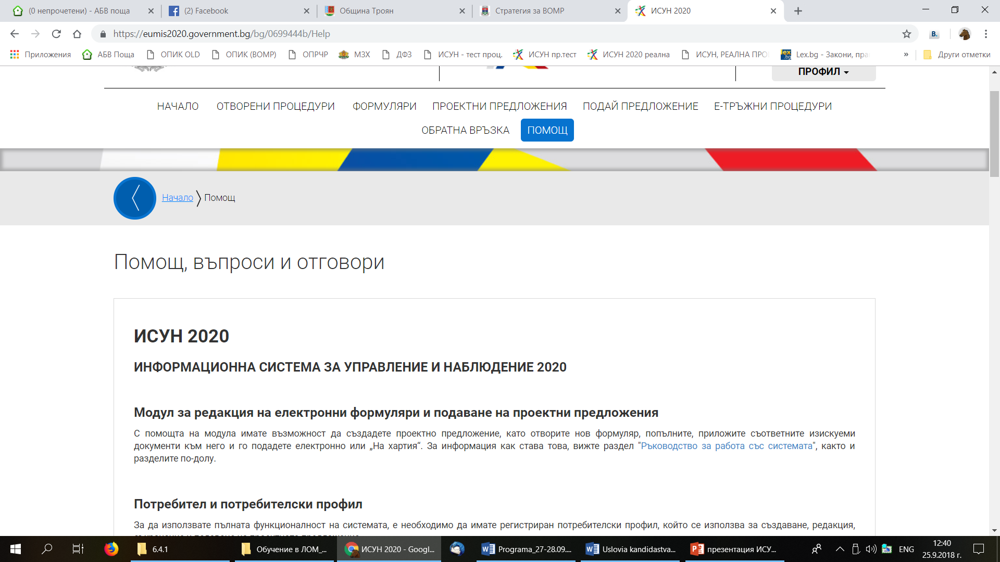 (0 непрочетени) - АБВ поща
(2) Facebook
Община Троян
Стратегия за ВОМР
ИСУН 2020
https://eumis2020.government.bg/bg/0699444b/Help
B.
Приложения
АБВ Поща
ОПИК OLD
ОПИК (ВОМР)
ОПРЧР
МЗХ
ДФЗ
ИСУН - тест проц.
ИСУН пр.тест
ИСУН 2020 реална
ИСУН, РЕАЛНА ПРО
Lex.bg - Закони, пра
»
Други отметки
ПРОФИЛ
НАЧАЛО
ОТВОРЕНИ ПРОЦЕДУРИ
ФОРМУЛЯРИ
ПРОЕКТНИ ПРЕДЛОЖЕНИЯ
ПОДАЙ ПРЕДЛОЖЕНИЕ
Е-ТРЪЖНИ ПРОЦЕДУРИ
ОБРАТНА ВРЪЗКА
ПОМОЩ
Начало
Помощ
Помощ, въпроси и отговори
ИСУН 2020
ИНФОРМАЦИОННА СИСТЕМА ЗА УПРАВЛЕНИЕ И НАБЛЮДЕНИЕ 2020
Модул за редакция на електронни формуляри и подаване на проектни предложения
С помощта на модула имате възможност да създадете проектно предложение, като отворите нов формуляр, попълните, приложите съответните изискуеми
документи към него и го подадете електронно или „На хартия“. За информация как става това, вижте раздел "Ръководство за работа със системата", както и
разделите по-долу.
Потребител и потребителски профил
За да използвате пълната функционалност на системата, е необходимо да имате регистриран потребителски профил, който се използва за създаване, редакция,
6.4.1
Обучение в ЛОМ_...
ИСУН 2020 - Googl...
Programa_27-28.09....
Uslovia kandidastva...
презентация ИСУ...
ENG
12:40
25.9.2018 г.